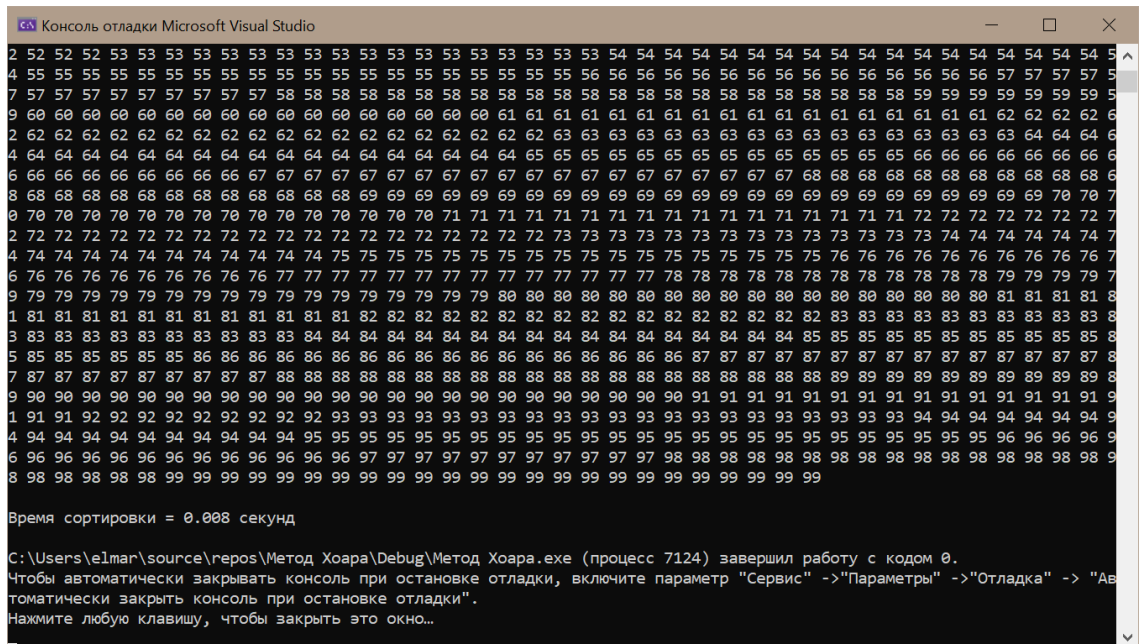 Консоль отладки Microsoft Visual Studio
2 52 52 52 53 53 53 53 53 53 53 53 53 53 53 53 53 53 53 53 53 53 54 54 54 54 54 54 54 54 54 54 54 54 54 54 54 54 54 54 5
4 55 55 55 55 55 55 55 55 55 55 55 55 55 55 55 55 55 55 55 55 56 56 56 56 56 56 56 56 56 56 56 56 56 56 56 57 57 57 57 5
7 57 57 57 57 57 57 57 57 57 58 58 58 58 58 58 58 58 58 58 58 58 58 58 58 58 58 58 58 58 58 58 58 59 59 59 59 59 59 59 5
9 60 60 60 60 60 60 60 60 60 60 60 60 60 60 60 60 60 61 61 61 61 61 61 61 61 61 61 61 61 61 61 61 61 61 61 62 62 62 62 6
2 62 62 62 62 62 62 62 62 62 62 62 62 62 62 62 62 62 62 62 63 63 63 63 63 63 63 63 63 63 63 63 63 63 63 63 63 64 64 64 6
4 64 64 64 64 64 64 64 64 64 64 64 64 64 64 64 64 64 64 65 65 65 65 65 65 65 65 65 65 65 65 65 65 66 66 66 66 66 66 66 6
6 66 66 66 66 66 66 66 66 67 67 67 67 67 67 67 67 67 67 67 67 67 67 67 67 67 67 67 67 68 68 68 68 68 68 68 68 68 68 68 6
8 68 68 68 68 68 68 68 68 68 68 68 68 69 69 69 69 69 69 69 69 69 69 69 69 69 69 69 69 69 69 69 69 69 69 69 69 69 70 70 7
0 70 70 70 70 70 70 70 70 70 70 70 70 70 70 70 71 71 71 71 71 71 71 71 71 71 71 71 71 71 71 71 71 72 72 72 72 72 72 72 7
2 72 72 72 72 72 72 72 72 72 72 72 72 72 72 72 72 72 72 72 73 73 73 73 73 73 73 73 73 73 73 73 73 73 74 74 74 74 74 74 7
4 74 74 74 74 74 74 74 74 74 74 74 75 75 75 75 75 75 75 75 75 75 75 75 75 75 75 75 75 75 76 76 76 76 76 76 76 76 76 76 7
6 76 76 76 76 76 76 76 76 76 77 77 77 77 77 77 77 77 77 77 77 77 77 77 78 78 78 78 78 78 78 78 78 78 78 78 79 79 79 79 7
9 79 79 79 79 79 79 79 79 79 79 79 79 79 79 79 79 79 80 80 80 80 80 80 80 80 80 80 80 80 80 80 80 80 80 80 81 81 81 81 8
1 81 81 81 81 81 81 81 81 81 81 81 81 82 82 82 82 82 82 82 82 82 82 82 82 82 82 82 82 82 83 83 83 83 83 83 83 83 83 83 8
3 83 83 83 83 83 83 83 83 83 83 84 84 84 84 84 84 84 84 84 84 84 84 84 84 84 84 84 84 85 85 85 85 85 85 85 85 85 85 85 8
5 85 85 85 85 85 85 86 86 86 86 86 86 86 86 86 86 86 86 86 86 86 86 86 86 87 87 87 87 87 87 87 87 87 87 87 87 87 87 87 8
7 87 87 87 87 87 87 87 87 87 88 88 88 88 88 88 88 88 88 88 88 88 88 88 88 88 88 88 88 88 89 89 89 89 89 89 89 89 89 89 8
9 90 90 90 90 90 90 90 90 90 90 90 90 90 90 90 90 90 90 90 90 90 90 90 90 91 91 91 91 91 91 91 91 91 91 91 91 91 91 91 9
1 91 91 92 92 92 92 92 92 92 92 92 93 93 93 93 93 93 93 93 93 93 93 93 93 93 93 93 93 93 93 93 93 94 94 94 94 94 94 94 9
4 94 94 94 94 94 94 94 94 94 94 95 95 95 95 95 95 95 95 95 95 95 95 95 95 95 95 95 95 95 95 95 95 95 95 95 96 96 96 96 9
6 96 96 96 96 96 96 96 96 96 96 96 96 97 97 97 97 97 97 97 97 97 97 97 98 98 98 98 98 98 98 98 98 98 98 98 98 98 98 98 9
8 98 98 98 98 98 99 99 99 99 99 99 99 99 99 99 99 99 99 99 99 99 99 99 99 99 99 99 99 99
Время сортировки = 0.008 секунд
C:\Users\elmar\source\repos\Метод Хоара\Debug\Метод Хоара.exe (процесс 7124) завершил работу с кодом 0.
Чтобы автоматически закрывать консоль при остановке отладки, включите параметр "Сервис" ->"Параметры" ->"Отладка" -> "Ав
томатически закрыть консоль при остановке отладки".
Нажмите любую клавишу, чтобы закрыть это окно…